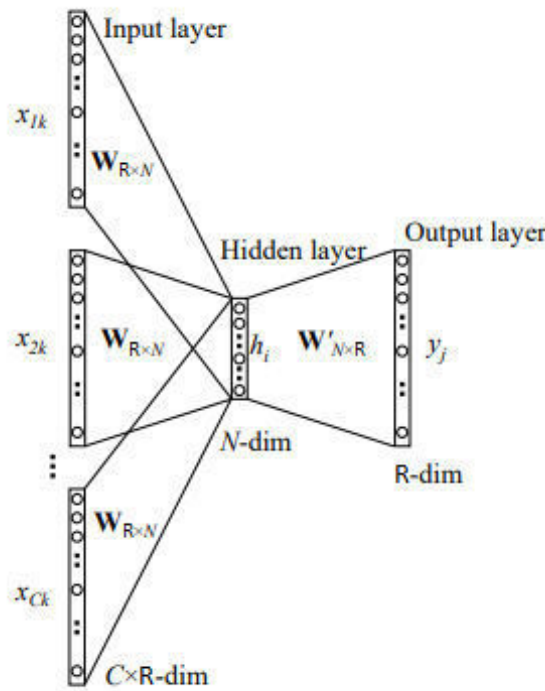 Input layer
x1k
WR×N
Hidden layer
Output layer
x2k
WR×N
hi
W'N×R
yj
N-dim
R-dim
WR×N
xCk
C×R-dim